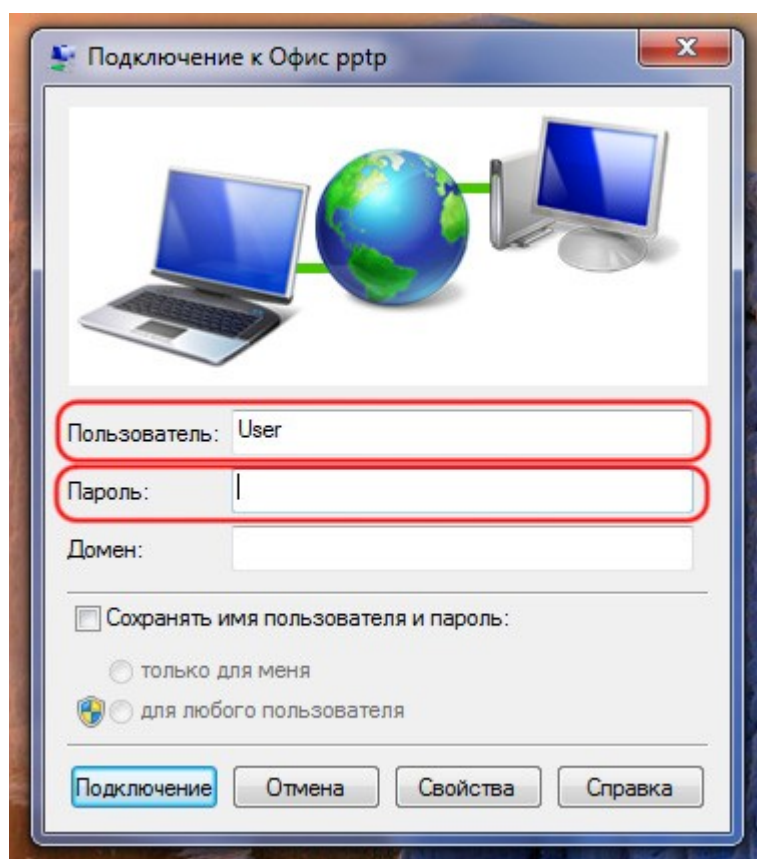 Подключение к Офис pptp
Пользователь: User
Пароль:
Домен:
Сохранять имя пользователя и пароль:
только для меня
для любого пользователя
Подключение Отмена Свойства Справка